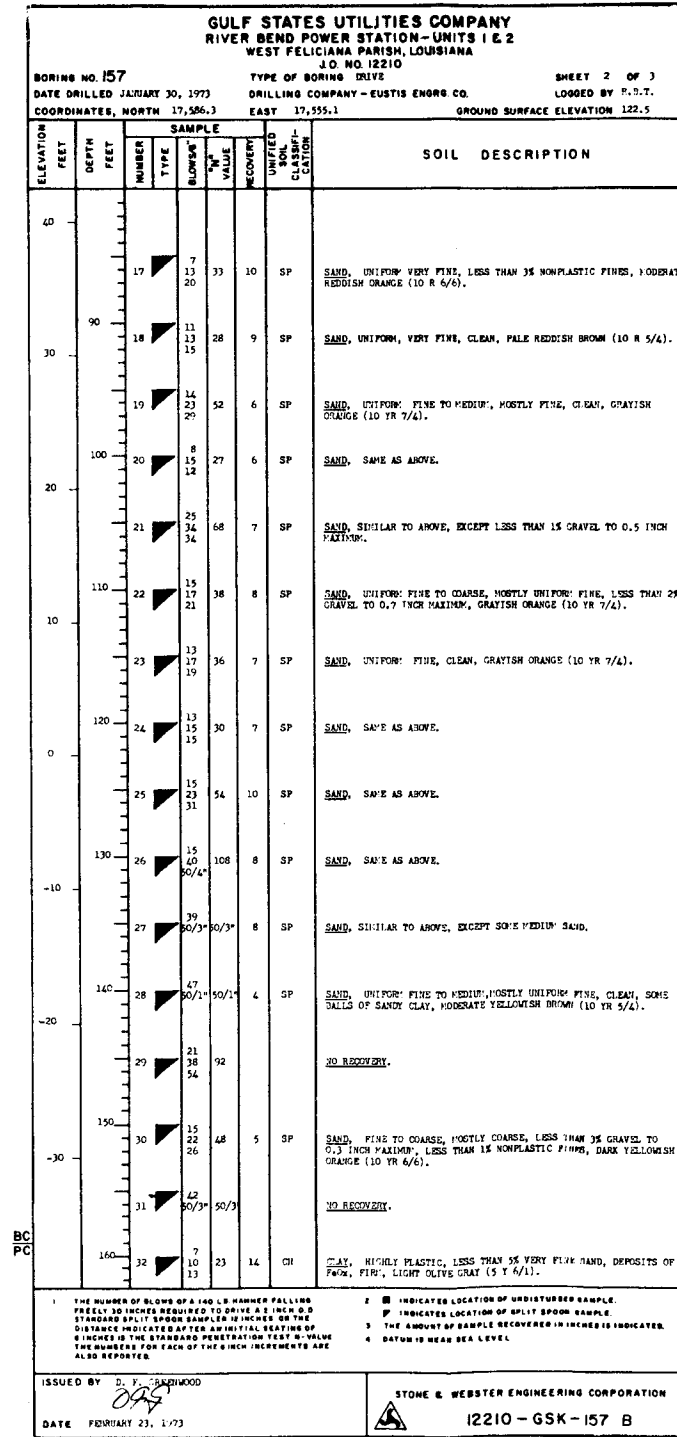 GULF STATES UTILITIES COMPANY
RIVER BEND POWER STATION-UNITS 1 & 2
WEST FELICIANA PARISH, LOUISIANA
J.O. NO. 12210
BORING NO. 157 TYPE OF BORING DRIVE SHEET 2 OF 3
DATE DRILLED JANUARY 30, 1973 DRILLING COMPANY - EUSTIS ENGRG. CO. LOGGED BY
COORDINATES, NORTH 17,586.3 EAST 17,555.1 GROUND SURFACE ELEVATION 122.5
ELEVATION FEET DEPTH FEET SAMPLE NUMBER TYPE BLOWS/6" "N" VALUE RECOVERY UNIFIED SOIL CLASSIFI-CATION SOIL DESCRIPTION
40
17 7 13 20 33 10 SP SAND, UNIFORM VERY FINE, LESS THAN 3% NONPLASTIC FINES, MODERAT
REDDISH ORANGE (10 R 6/6).
90
18 11 13 15 28 9 SP SAND, UNIFORM, VERY FINE, CLEAN, PALE REDDISH BROWN (10 R 5/4).
30
19 14 23 29 52 6 SP SAND, UNIFORM FINE TO MEDIUM, MOSTLY FINE, CLEAN, GRAYISH
ORANGE (10 YR 7/4).
100 20 8 15 12 27 6 SP SAND, SAME AS ABOVE.
20
21 25 34 34 68 7 SP SAND, SIMILAR TO ABOVE, EXCEPT LESS THAN 1% GRAVEL TO 0.5 INCH
MAXIMUM.
110 22 15 17 21 38 8 SP SAND, UNIFORM FINE TO COARSE, MOSTLY UNIFORM FINE, LESS THAN 2%
GRAVEL TO 0.7 INCH MAXIMUM, GRAYISH ORANGE (10 YR 7/4).
10
23 13 17 19 36 7 SP SAND, UNIFORM FINE, CLEAN, GRAYISH ORANGE (10 YR 7/4).
120 24 13 15 15 30 7 SP SAND, SAME AS ABOVE.
0
25 15 23 31 54 10 SP SAND, SAME AS ABOVE.
130 26 15 40 50/4" 108 8 SP SAND, SAME AS ABOVE.
-10
27 39 50/3" 50/3" 8 SP SAND, SIMILAR TO ABOVE, EXCEPT SOME MEDIUM SAND.
140 28 47 50/1" 50/1" 4 SP SAND, UNIFORM FINE TO MEDIUM, MOSTLY UNIFORM FINE, CLEAN, SOME
BALLS OF SANDY CLAY, MODERATE YELLOWISH BROWN (10 YR 5/4).
-20
29 21 38 54 92 NO RECOVERY.
150
30 15 22 26 48 5 SP SAND, FINE TO COARSE, MOSTLY COARSE, LESS THAN 3% GRAVEL TO
0.3 INCH MAXIMUM, LESS THAN 1% NONPLASTIC FINES, DARK YELLOWISH
ORANGE (10 YR 6/6).
-30
31 42 50/3" 50/3 NO RECOVERY.
BC
PC
160 32 7 10 13 23 14 CH CLAY, HIGHLY PLASTIC, LESS THAN 5% VERY FINE SAND, DEPOSITS OF
FeOx, FIRM, LIGHT OLIVE GRAY (5 Y 6/1).
1 THE NUMBER OF BLOWS OF A 140 LB HAMMER FALLING
FREELY 30 INCHES REQUIRED TO DRIVE A 2 INCH O.D
STANDARD SPLIT SPOON SAMPLER 12 INCHES OR THE
DISTANCE INDICATED AFTER AN INITIAL SEATING OF
6 INCHES IS THE STANDARD PENETRATION TEST N-VALUE
THE NUMBERS FOR EACH OF THE 6 INCH INCREMENTS ARE
ALSO REPORTED.
2 INDICATES LOCATION OF UNDISTURBED SAMPLE.
INDICATES LOCATION OF SPLIT SPOON SAMPLE.
3 THE AMOUNT OF SAMPLE RECOVERED IN INCHES IS INDICATED.
4 DATUM IS MEAN SEA LEVEL
ISSUED BY D. F. GREENWOOD
DATE FEBRUARY 23, 1973
STONE & WEBSTER ENGINEERING CORPORATION
12210-GSK-157 B